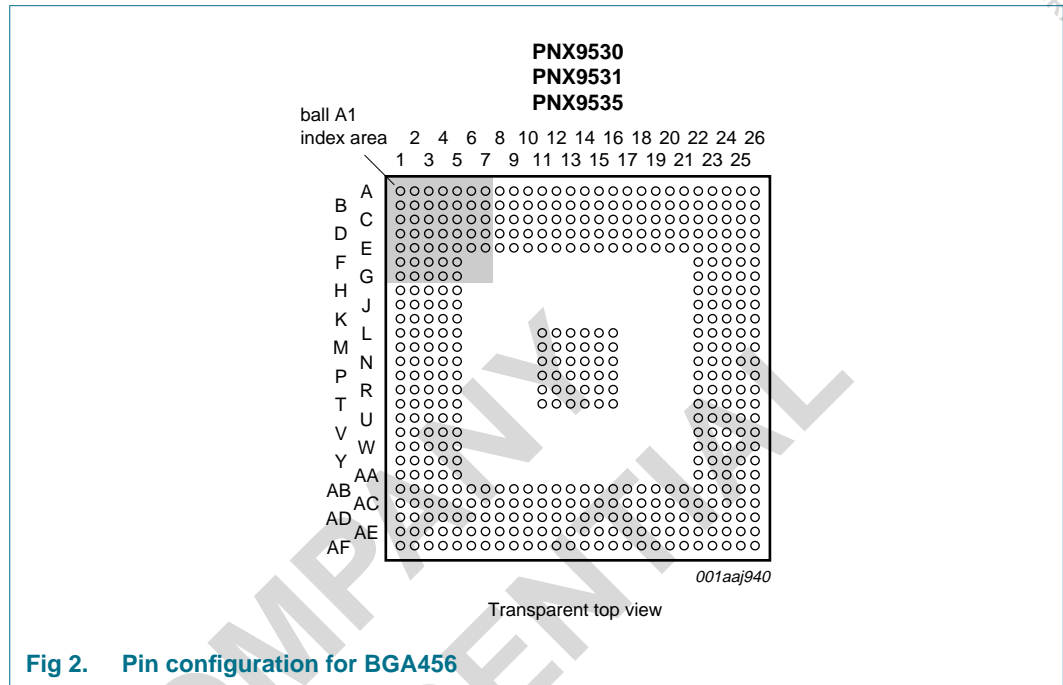 PNX9530
PNX9531
PNX9535
ball A1
index area
2 4 6 8 10 12 14 16 18 20 22 24 26
1 3 5 7 9 11 13 15 17 19 21 23 25
A
B
C
D
E
F
G
H
J
K
L
M
N
P
R
T
U
V
W
Y
AA
AB
AC
AD
AE
AF
001aaj940
Transparent top view
Fig 2. Pin configuration for BGA456
COMPANY
CONFIDENTIAL